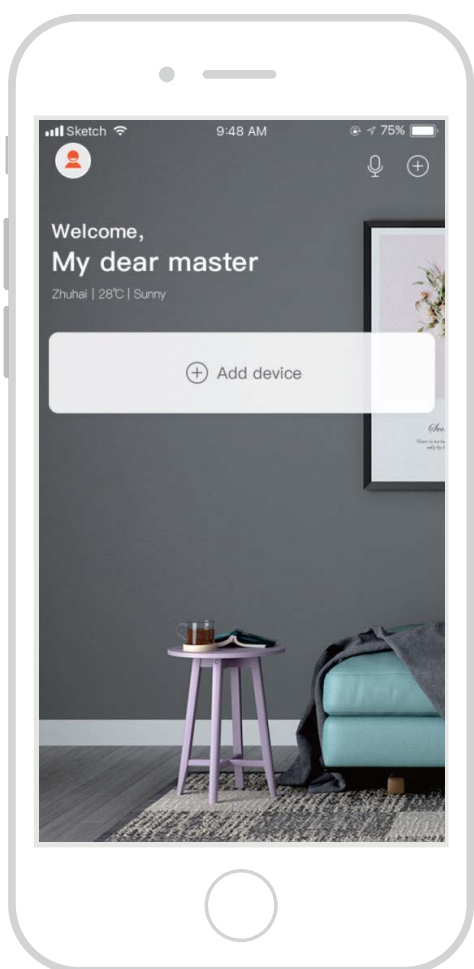 Sketch 9:48 AM 75%
Welcome,
My dear master
Zhuhai | 28℃ | Sunny
Add device